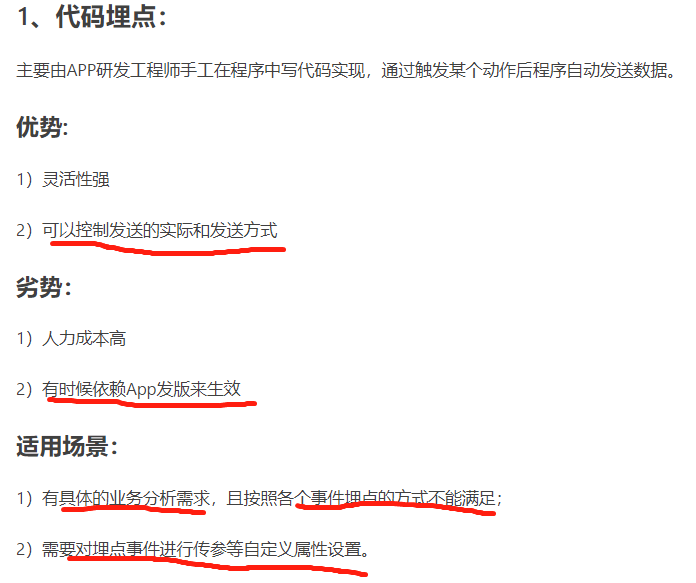 1、代码埋点：
主要由APP研发工程师手工在程序中写代码实现，通过触发某个动作后程序自动发送数据。
优势：
1）灵活性强
2）可以控制发送的实际和发送方式
劣势：
1）人力成本高
2）有时候依赖App发版来生效
适用场景：
1）有具体的业务分析需求，且按照各个事件埋点的方式不能满足；
2）需要对埋点事件进行传参等自定义属性设置。